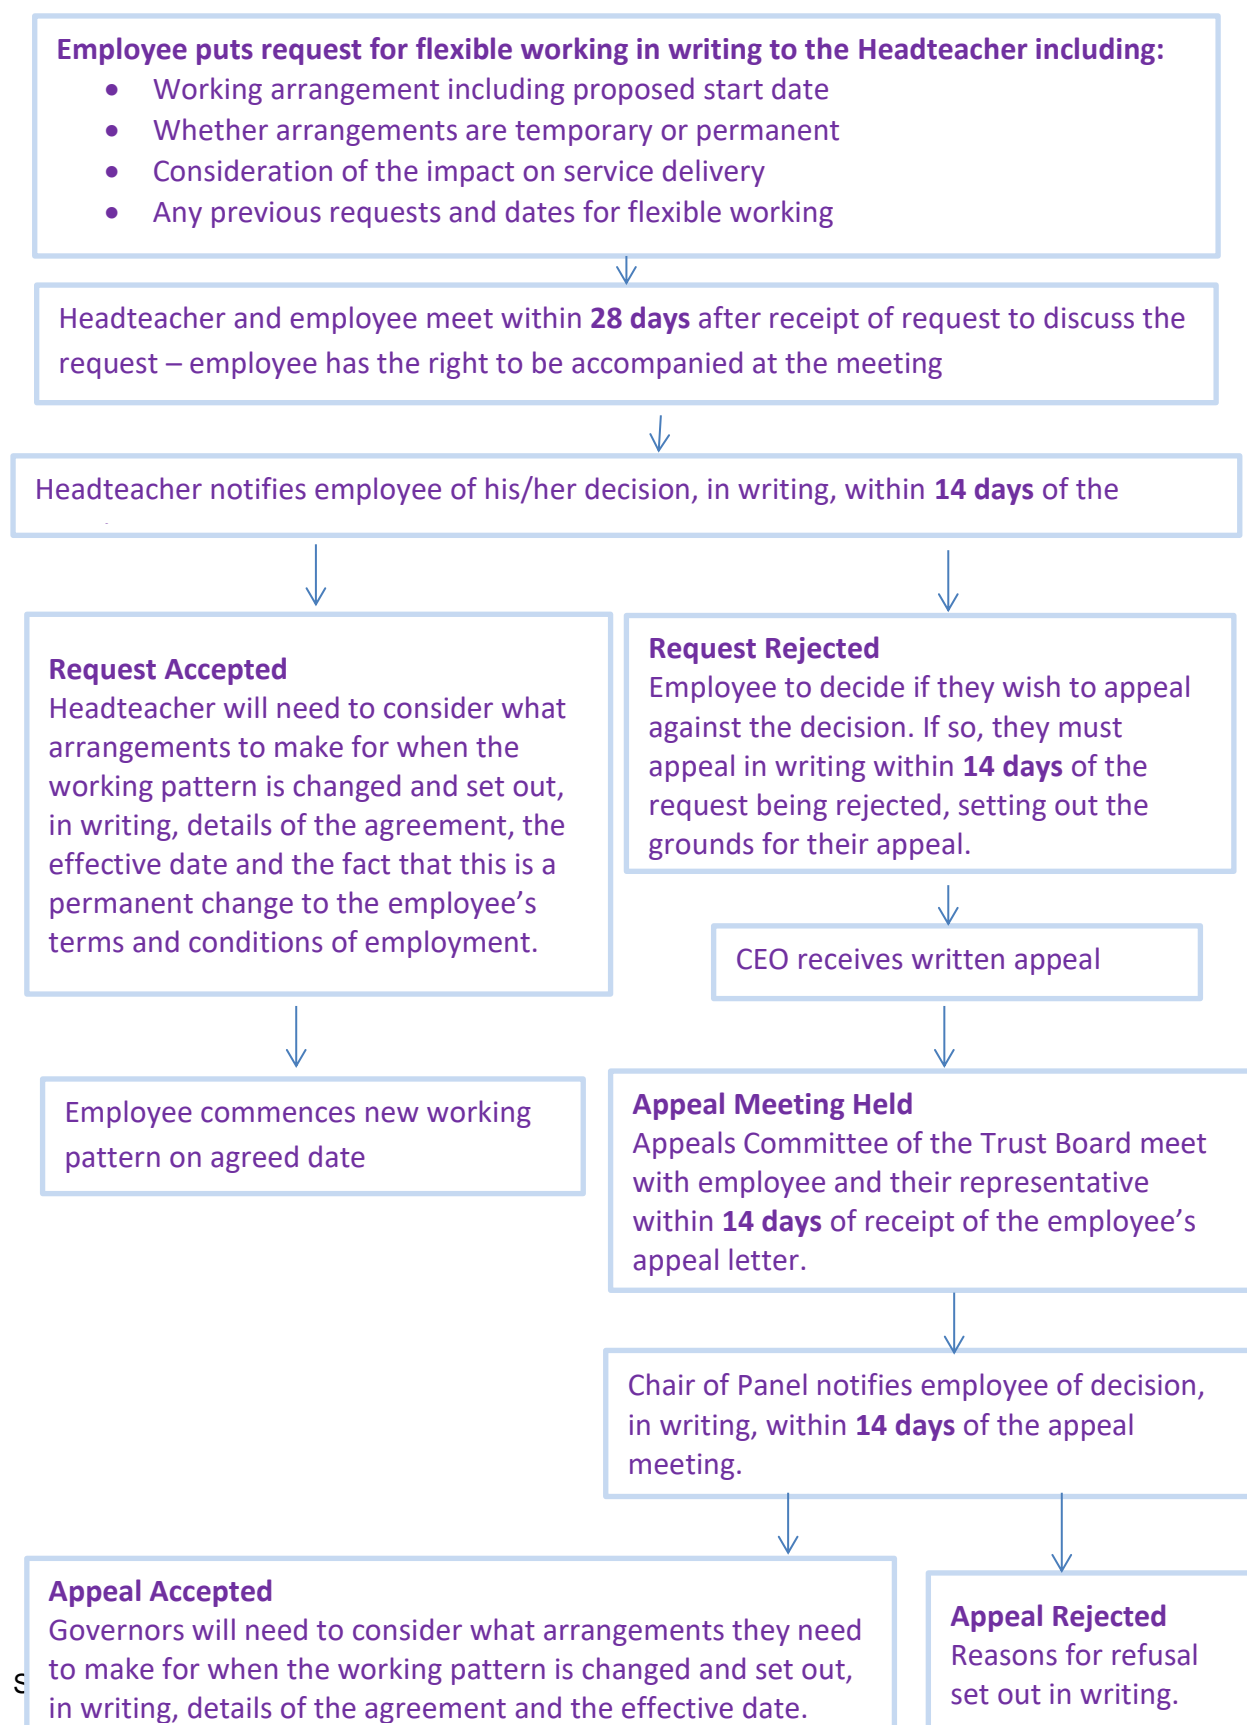 Employee puts request for flexible working in writing to the Headteacher including:
• Working arrangement including proposed start date
• Whether arrangements are temporary or permanent
• Consideration of the impact on service delivery
• Any previous requests and dates for flexible working
Headteacher and employee meet within 28 days after receipt of request to discuss the
request – employee has the right to be accompanied at the meeting
Headteacher notifies employee of his/her decision, in writing, within 14 days of the
Request Accepted
Headteacher will need to consider what
arrangements to make for when the
working pattern is changed and set out,
in writing, details of the agreement, the
effective date and the fact that this is a
permanent change to the employee’s
terms and conditions of employment.
Employee commences new working
pattern on agreed date
Request Rejected
Employee to decide if they wish to appeal
against the decision. If so, they must
appeal in writing within 14 days of the
request being rejected, setting out the
grounds for their appeal.
CEO receives written appeal
Appeal Meeting Held
Appeals Committee of the Trust Board meet
with employee and their representative
within 14 days of receipt of the employee’s
appeal letter.
Chair of Panel notifies employee of decision,
in writing, within 14 days of the appeal
meeting.
Appeal Accepted
Governors will need to consider what arrangements they need
to make for when the working pattern is changed and set out,
in writing, details of the agreement and the effective date.
Appeal Rejected
Reasons for refusal
set out in writing.